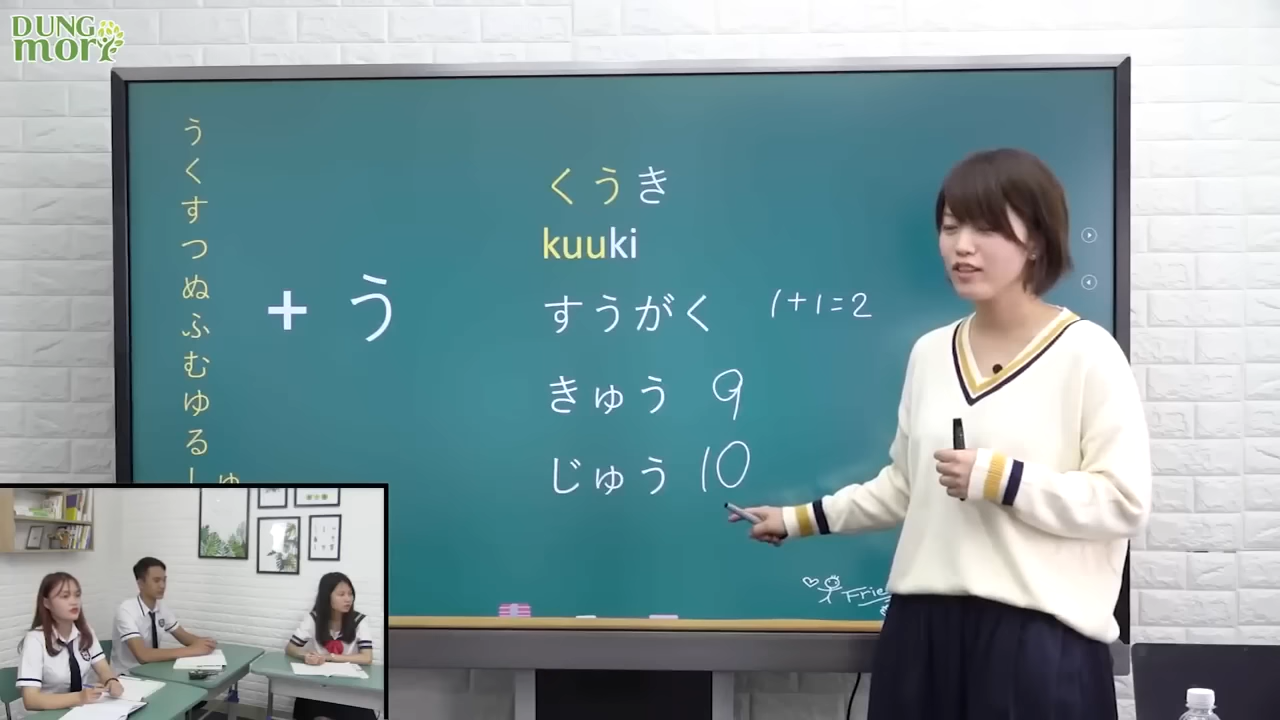 DUNG
mori
う
く
す
つ
ぬ
ふ
む
ゆ
る
+ う
くうき
kuuki
すうがく 1+1=2
きゅう 9
じゅう 10